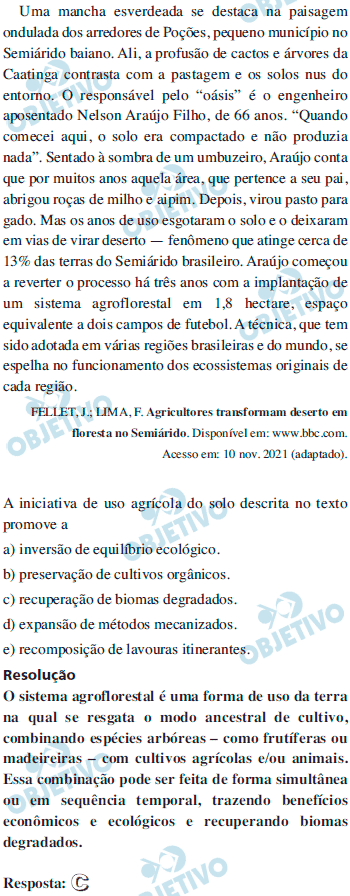 Uma mancha esverdeada se destaca na paisagem
ondulada dos arredores de Poções, pequeno município no
Semiárido baiano. Ali, a profusão de cactos e árvores da
Caatinga contrasta com a pastagem e os solos nus do
entorno. O responsável pelo “oásis” é o engenheiro
aposentado Nelson Araújo Filho, de 66 anos. “Quando
comecei aqui, o solo era compactado e não produzia
nada”. Sentado à sombra de um umbuzeiro, Araújo conta
que por muitos anos aquela área, que pertence a seu pai,
abrigou roças de milho e aipim. Depois, virou pasto para
gado. Mas os anos de uso esgotaram o solo e o deixaram
em vias de virar deserto — fenômeno que atinge cerca de
13% das terras do Semiárido brasileiro. Araújo começou
a reverter o processo há três anos com a implantação de
um sistema agroflorestal em 1,8 hectare, espaço
equivalente a dois campos de futebol. A técnica, que tem
sido adotada em várias regiões brasileiras e do mundo, se
espelha no funcionamento dos ecossistemas originais de
cada região.
FELLET, J.; LIMA, F. Agricultores transformam deserto em
floresta no Semiárido. Disponível em: www.bbc.com.
Acesso em: 10 nov. 2021 (adaptado).
A iniciativa de uso agrícola do solo descrita no texto
promove a
a) inversão de equilíbrio ecológico.
b) preservação de cultivos orgânicos.
c) recuperação de biomas degradados.
d) expansão de métodos mecanizados.
e) recomposição de lavouras itinerantes.
Resolução
O sistema agroflorestal é uma forma de uso da terra
na qual se resgata o modo ancestral de cultivo,
combinando espécies arbóreas – como frutíferas ou
madeireiras – com cultivos agrícolas e/ou animais.
Essa combinação pode ser feita de forma simultânea
ou em sequência temporal, trazendo benefícios
econômicos e ecológicos e recuperando biomas
degradados.
Resposta: C